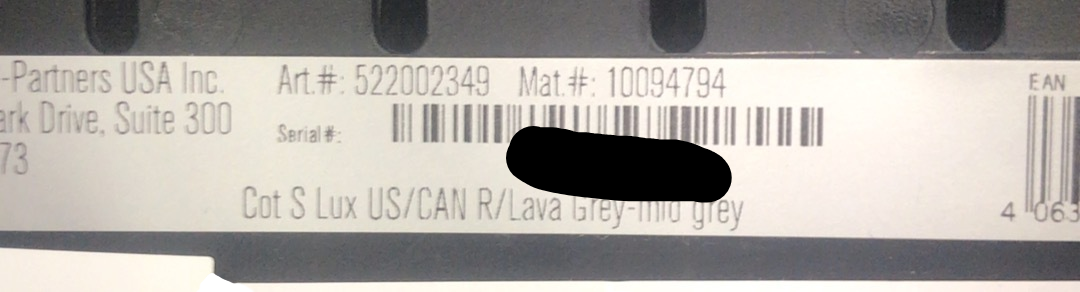 -Partners USA Inc.
ark Drive, Suite 300
73
Art.#: 522002349 Mat.#: 10094794
Serial#:
Cot S Lux US/CAN R/Lava Grey-mid grey
EAN
4 063